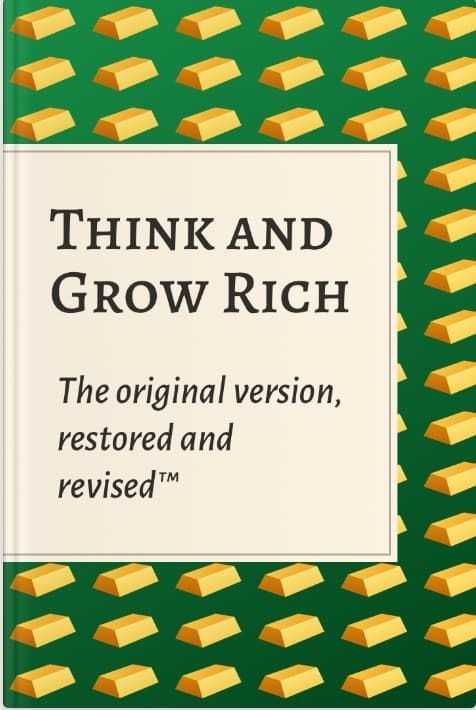 Think and
Grow Rich
The original version,
restored and
revised™